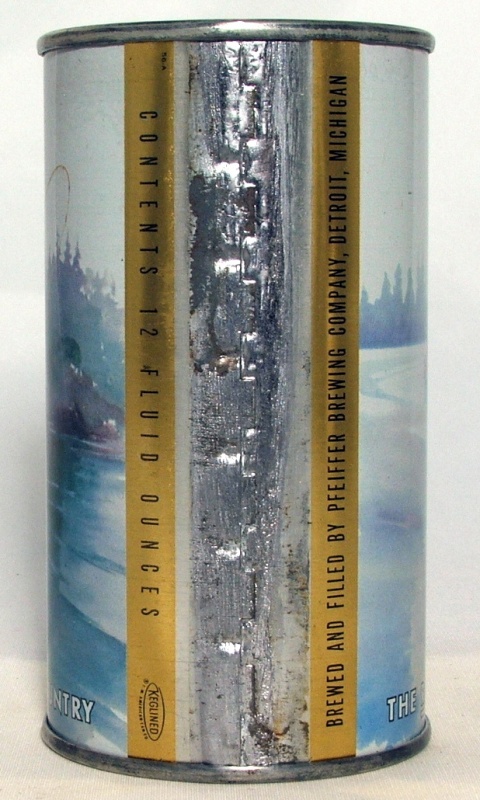 CONTENTS 12 FLUID OUNCES
KEGLINED
BREWED AND FILLED BY PFEIFFER BREWING COMPANY, DETROIT, MICHIGAN
NTRY
THE